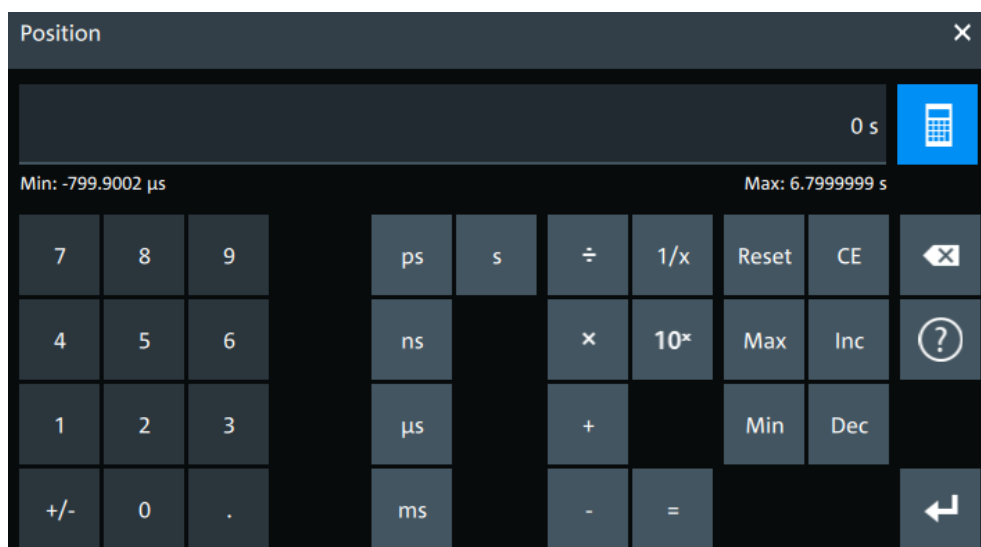 Position ×
0 s
Min: -799.9002 µs Max: 6.7999999 s
7 8 9 ps s ÷ 1/x Reset CE
4 5 6 ns × 10ˣ Max Inc ?
1 2 3 µs + Min Dec
+/- 0 . ms - =